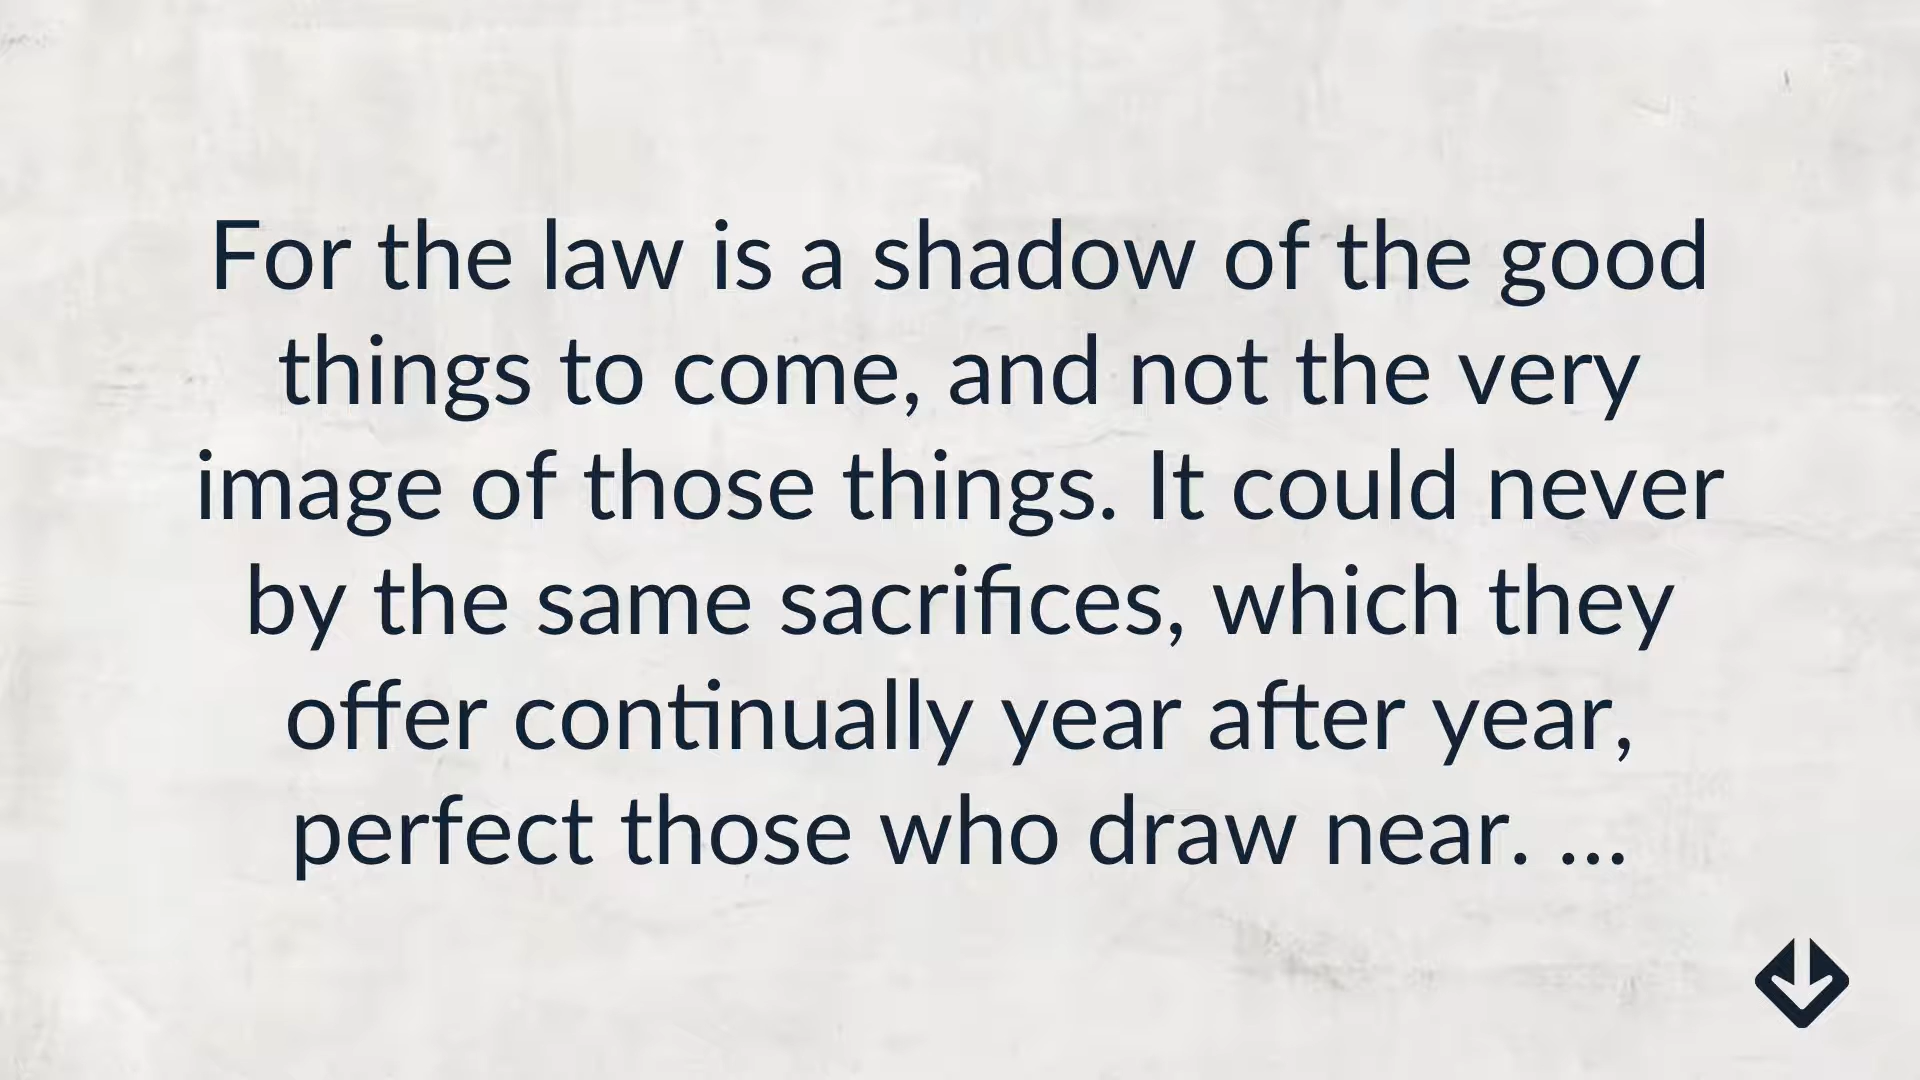 For the law is a shadow of the good
things to come, and not the very
image of those things. It could never
by the same sacrifices, which they
offer continually year after year,
perfect those who draw near. ...